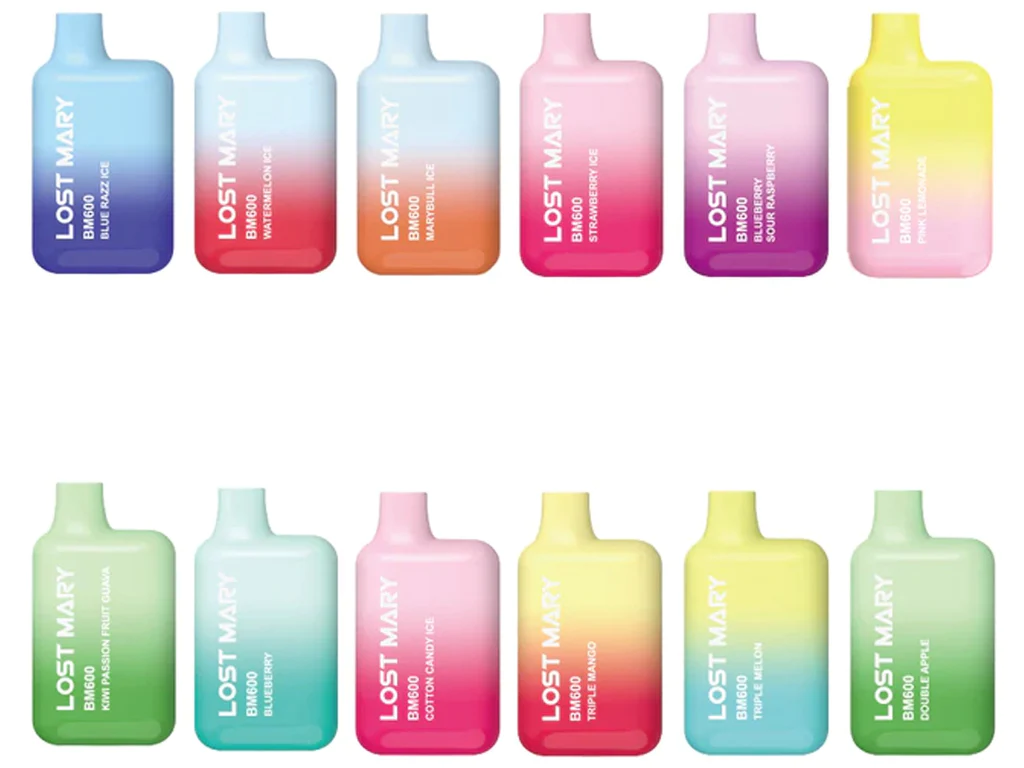 LOST MARY
BM600
BLUE RAZZ ICE
LOST MARY
BM600
WATERMELON ICE
LOST MARY
BM600
MARYBULL ICE
LOST MARY
BM600
STRAWBERRY ICE
LOST MARY
BM600
BLUEBERRY
SOUR RASPBERRY
LOST MARY
BM600
PINK LEMONADE
LOST MARY
BM600
KIWI PASSION FRUIT GUAVA
LOST MARY
BM600
BLUEBERRY
LOST MARY
BM600
COTTON CANDY ICE
LOST MARY
BM600
TRIPLE MANGO
LOST MARY
BM600
TRIPLE MELON
LOST MARY
BM600
DOUBLE APPLE